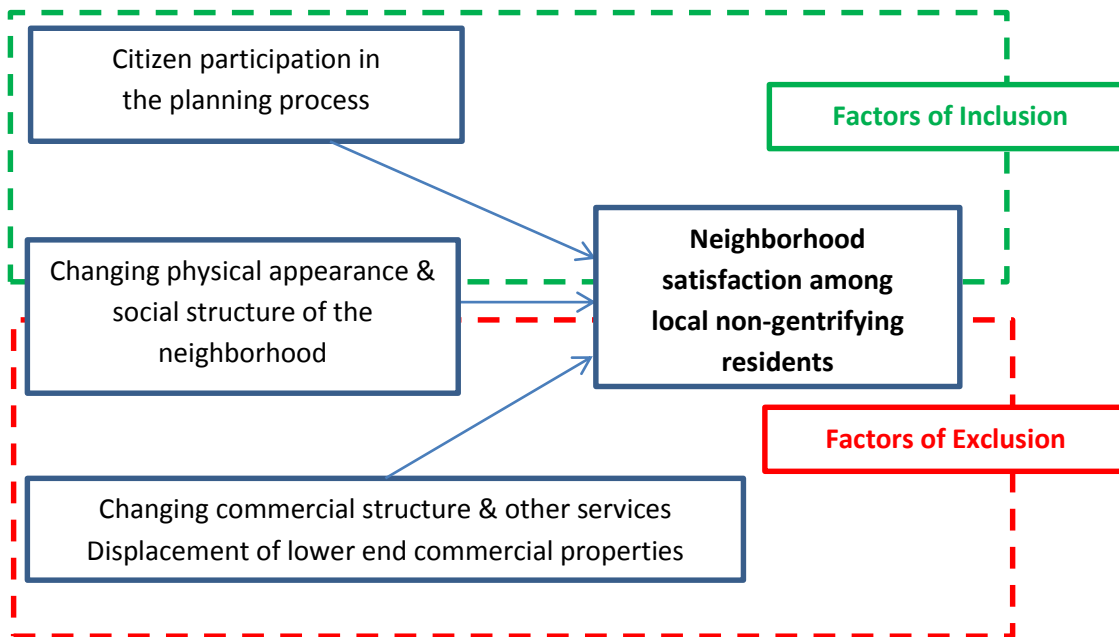 Citizen participation in
the planning process
Factors of Inclusion
Changing physical appearance &
social structure of the
neighborhood
Neighborhood
satisfaction among
local non-gentrifying
residents
Factors of Exclusion
Changing commercial structure & other services
Displacement of lower end commercial properties